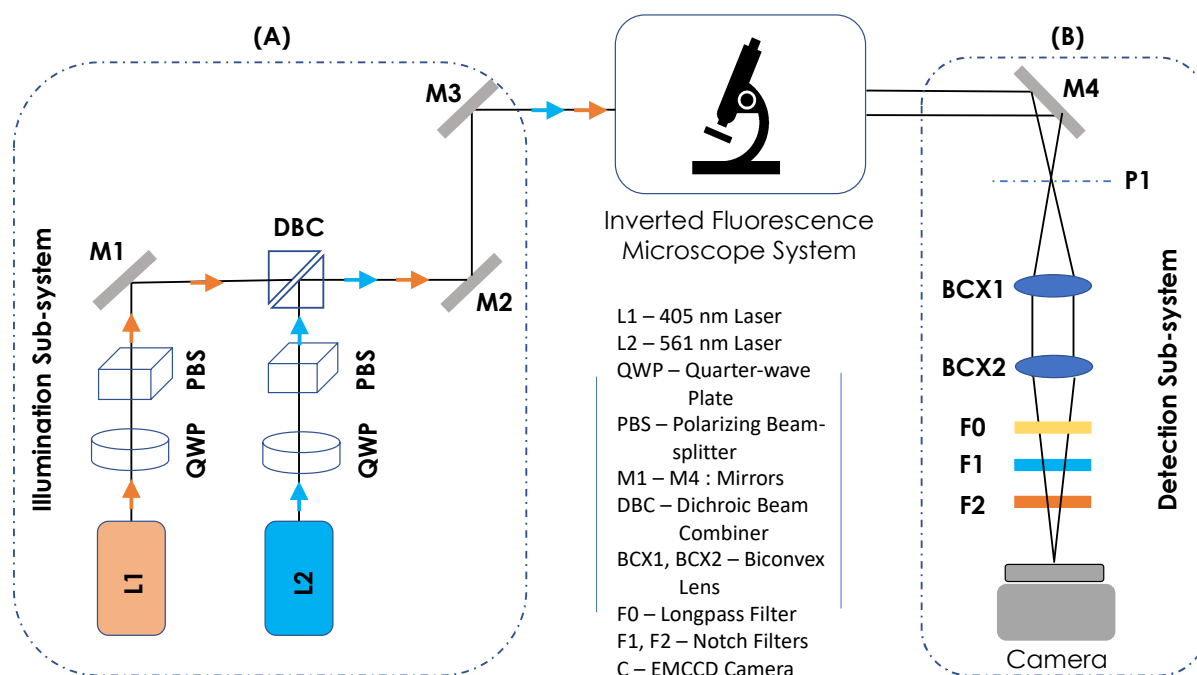 (A)
(B)
M3
M4
P1
DBC
M1
M2
Inverted Fluorescence
Microscope System
Illumination Sub-system
PBS
PBS
QWP
QWP
L1
L2
L1 – 405 nm Laser
L2 – 561 nm Laser
QWP – Quarter-wave
Plate
PBS – Polarizing Beam-
splitter
M1 – M4 : Mirrors
DBC – Dichroic Beam
Combiner
BCX1, BCX2 – Biconvex
Lens
F0 – Longpass Filter
F1, F2 – Notch Filters
C – EMCCD Camera
BCX1
BCX2
F0
F1
F2
Detection Sub-system
Camera